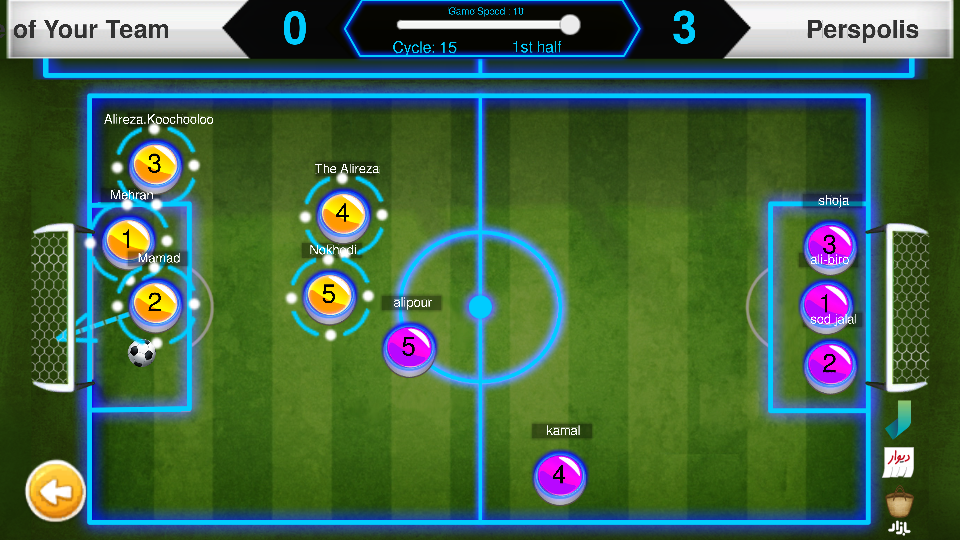 of Your Team
0
Game Speed : 10
Cycle: 15
1st half
3
Perspolis
Alireza.Koochooloo
3
The Alireza
4
Mehran
1
Mamad
2
Nokhodi
5
alipour
5
kamal
4
shoja
3
ali-biro
1
sed jalal
2
دیوار
بازار